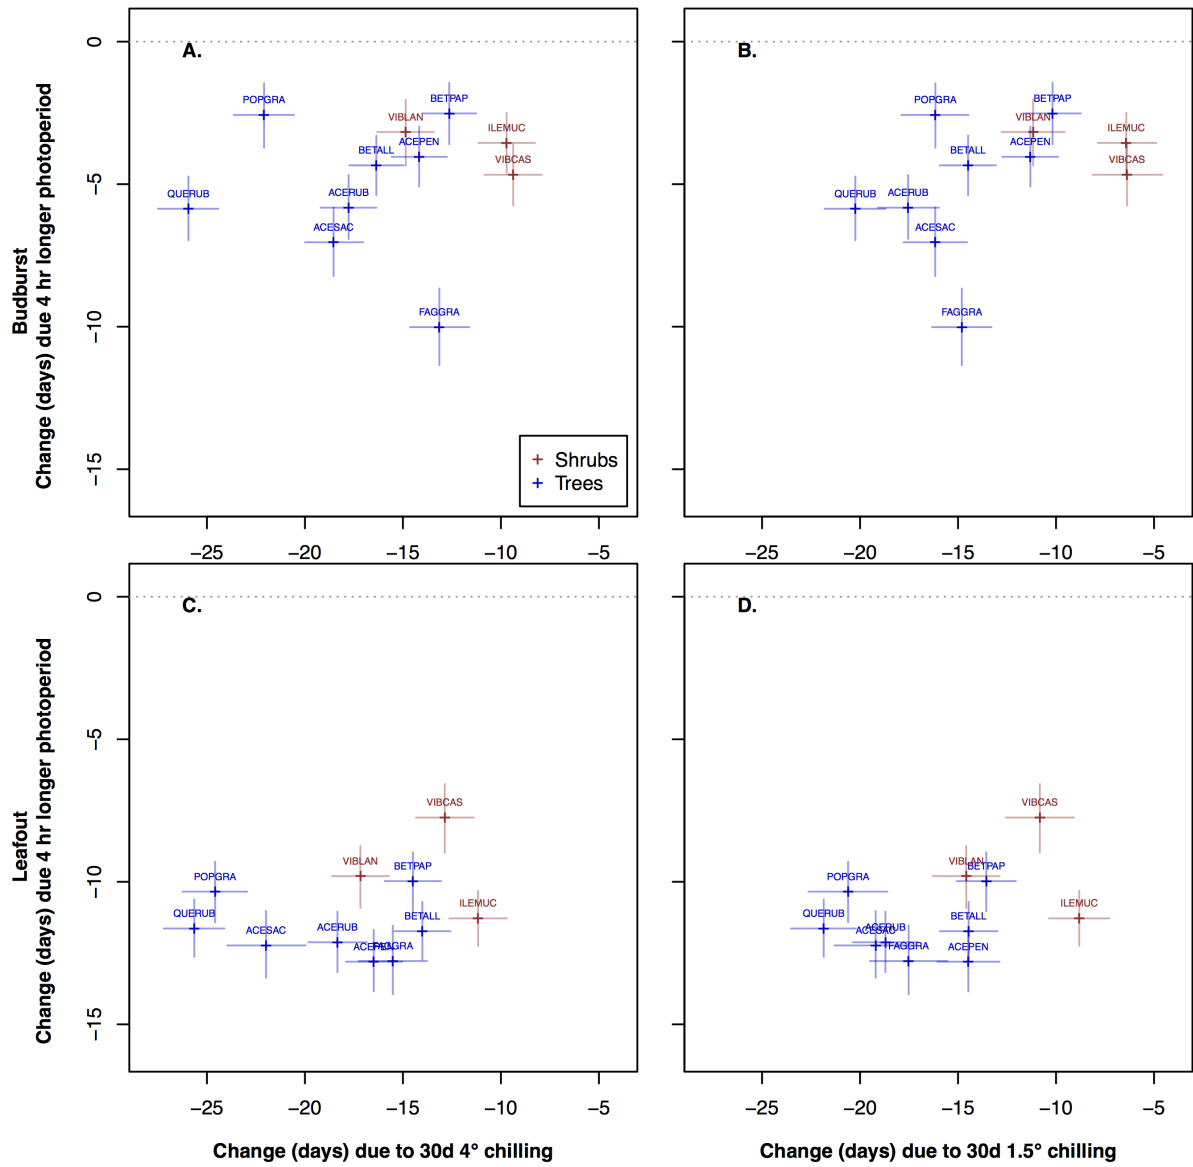 Budburst
Change (days) due 4 hr longer photoperiod
0
−5
−10
−15
A.
POPGRA
BETPAP
VIBLAN
ILEMUC
ACEPEN
BETALL
VIBCAS
QUERUB
ACERUB
ACESAC
FAGGRA
Shrubs
Trees
−25
−20
−15
−10
−5
B.
POPGRA
BETPAP
VIBLAN
ILEMUC
ACEPEN
BETALL
VIBCAS
QUERUB
ACERUB
ACESAC
FAGGRA
−25
−20
−15
−10
−5
Leafout
Change (days) due 4 hr longer photoperiod
0
−5
−10
−15
C.
VIBCAS
VIBLAN
BETPAP
POPGRA
ILEMUC
QUERUB
BETALL
ACERUB
ACESAC
ACEPEN
FAGGRA
−25
−20
−15
−10
−5
Change (days) due to 30d 4° chilling
D.
VIBCAS
VIBLAN
BETPAP
POPGRA
ILEMUC
QUERUB
BETALL
ACERUB
ACESAC
FAGGRA
ACEPEN
−25
−20
−15
−10
−5
Change (days) due to 30d 1.5° chilling